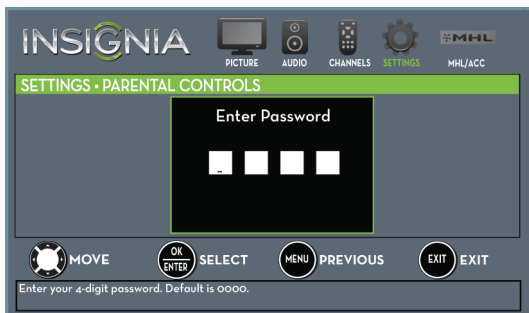 INSIGNIA
PICTURE AUDIO CHANNELS SETTINGS MHL MHL/ACC
SETTINGS • PARENTAL CONTROLS
Enter Password
_
MOVE OK ENTER SELECT MENU PREVIOUS EXIT EXIT
Enter your 4-digit password. Default is 0000.